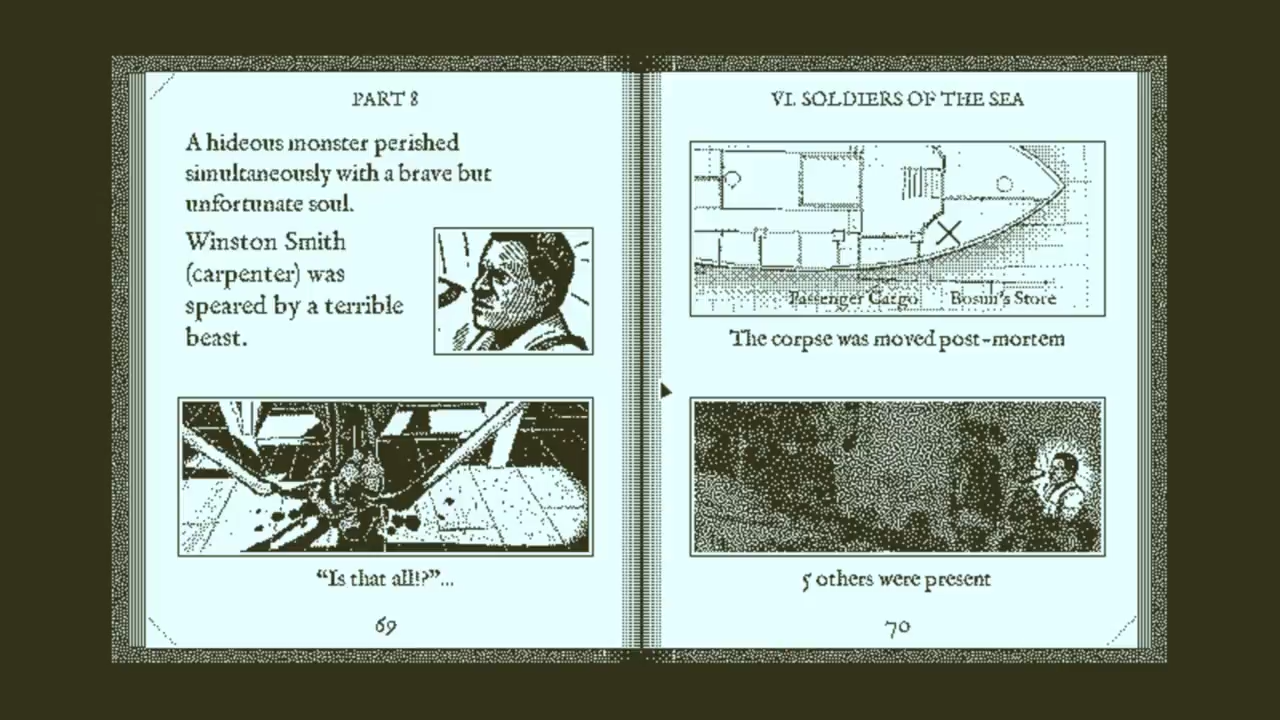 PART 8
A hideous monster perished
simultaneously with a brave but
unfortunate soul.
Winston Smith
(carpenter) was
speared by a terrible
beast.
"Is that all!?"...
69
VI. SOLDIERS OF THE SEA
Passenger Cargo
Bosun's Store
The corpse was moved post-mortem
5 others were present
70